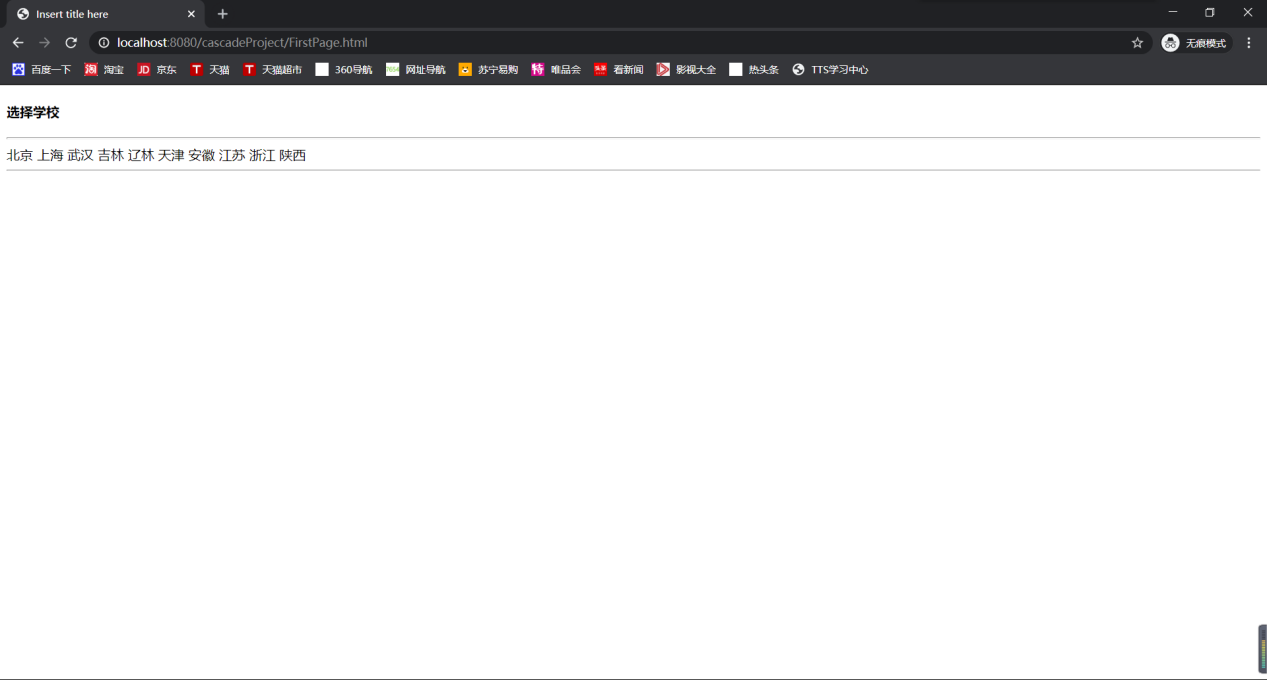 Insert title here
localhost:8080/cascadeProject/FirstPage.html
无痕模式
百度一下 淘 淘宝 JD 京东 T 天猫 T 天猫超市 360导航 网址导航 苏宁易购 特 唯品会 看新闻 影视大全 热头条 TTS学习中心
选择学校
北京 上海 武汉 吉林 辽林 天津 安徽 江苏 浙江 陕西